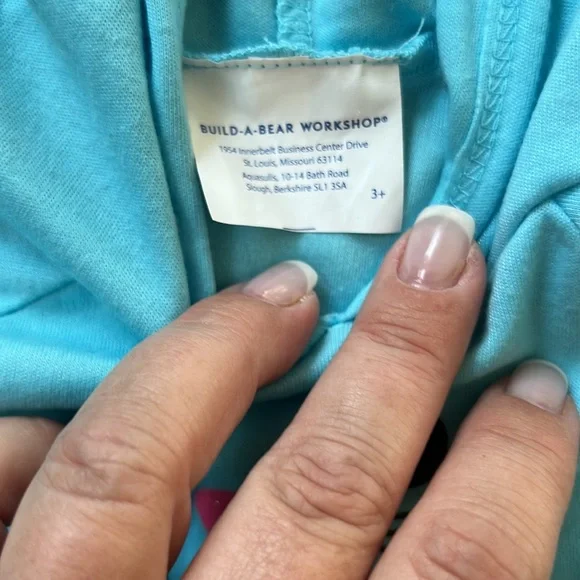 BUILD-A-BEAR WORKSHOP®
1954 Innerbelt Business Center Drive
St. Louis, Missouri 63114
Aquasulis, 10-14 Bath Road
Slough, Berkshire SL1 3SA
3+